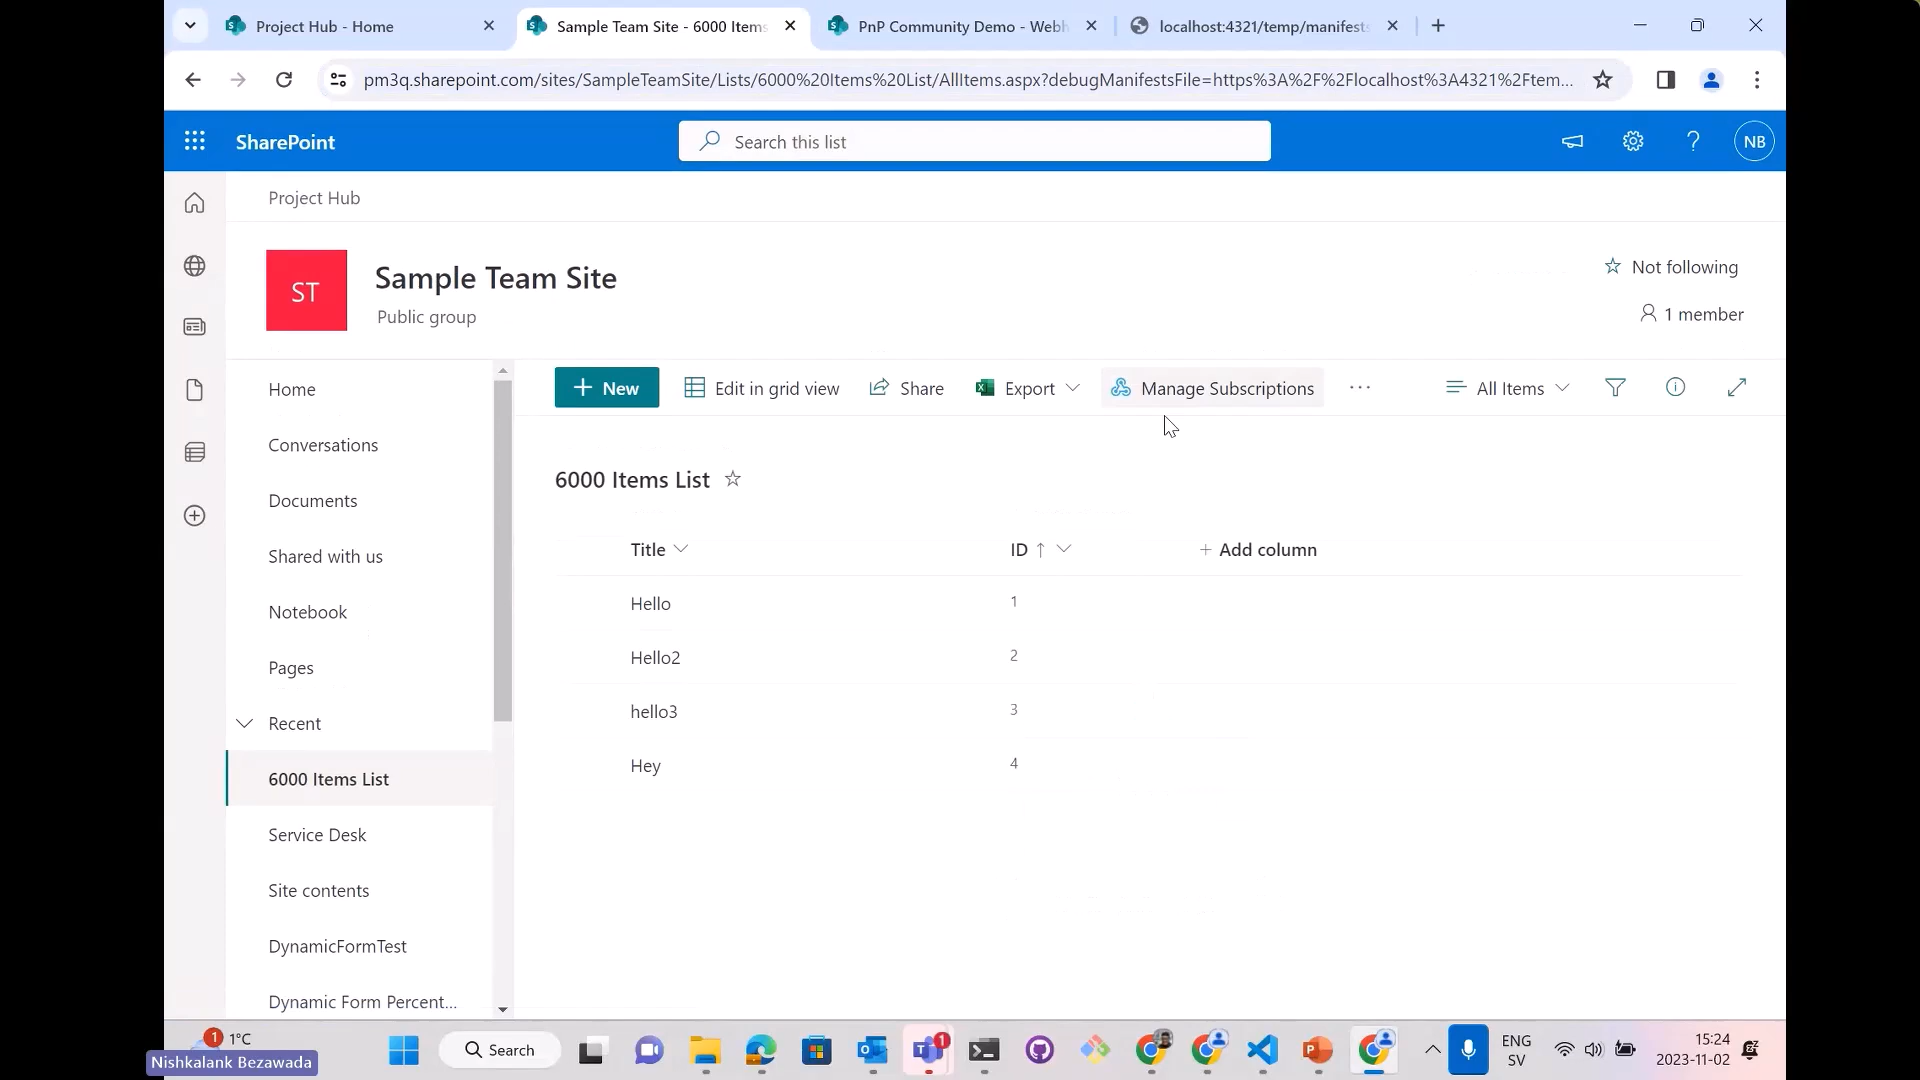 Project Hub - Home
Sample Team Site - 6000 Items
PnP Community Demo - Webh
localhost:4321/temp/manifests
pm3q.sharepoint.com/sites/SampleTeamSite/Lists/6000%20Items%20List/AllItems.aspx?debugManifestsFile=https%3A%2F%2Flocalhost%3A4321%2Ftem...
SharePoint
Search this list
NB
Project Hub
ST
Sample Team Site
Public group
Not following
1 member
Home
Conversations
Documents
Shared with us
Notebook
Pages
Recent
6000 Items List
Service Desk
Site contents
DynamicFormTest
Dynamic Form Percent...
New
Edit in grid view
Share
Export
Manage Subscriptions
All Items
6000 Items List
Title
ID
Add column
Hello
1
Hello2
2
hello3
3
Hey
4
1
1°C
Nishkalank Bezawada
Search
1
ENG
SV
15:24
2023-11-02